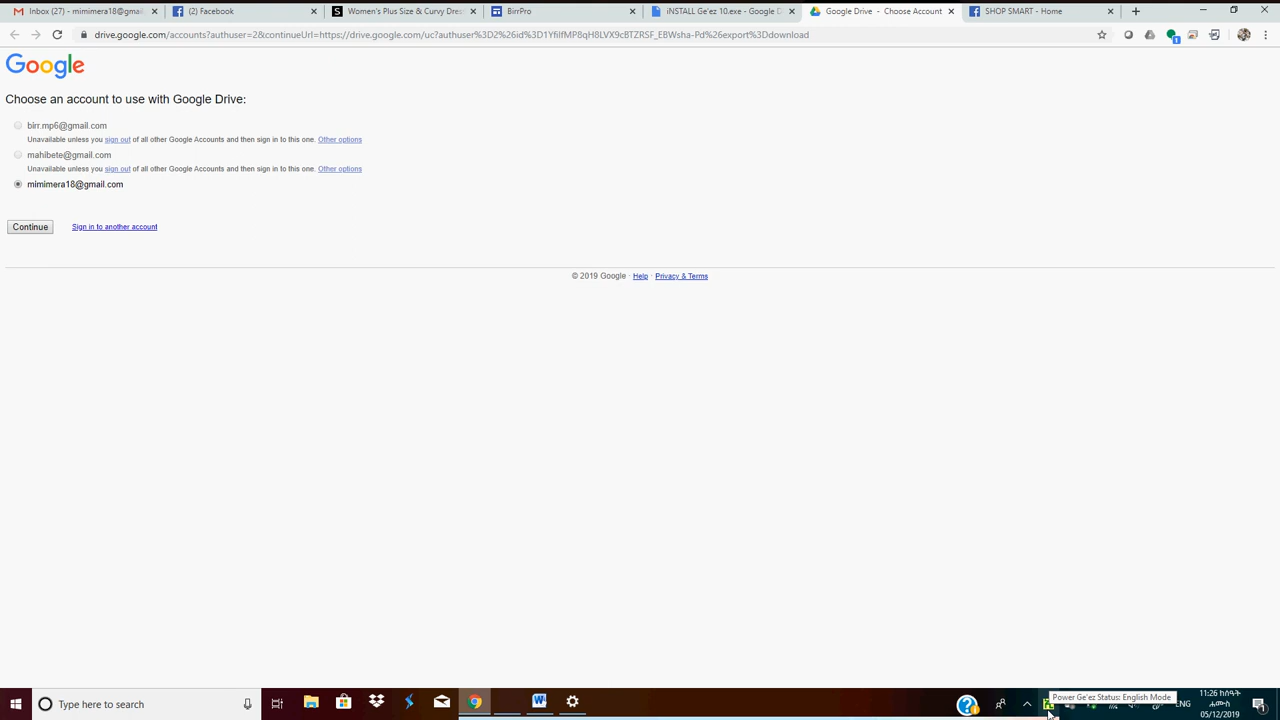 Inbox (27) - mimimera18@gmail.
(2) Facebook
Women's Plus Size & Curvy Dres
BirrPro
iNSTALL Ge'ez 10.exe - Google D
Google Drive - Choose Account
SHOP SMART - Home
drive.google.com/accounts?authuser=2&continueUrl=https://drive.google.com/uc?authuser%3D2%26id%3D1YfilfMP8qH8LVX9cBTZRSF_EBWsha-Pd%26export%3Ddownload
Google
Choose an account to use with Google Drive:
birr.mp6@gmail.com
Unavailable unless you sign out of all other Google Accounts and then sign in to this one. Other options
mahibete@gmail.com
Unavailable unless you sign out of all other Google Accounts and then sign in to this one. Other options
mimimera18@gmail.com
Continue
Sign in to another account
© 2019 Google · Help · Privacy & Terms
Power Ge'ez Status: English Mode
Type here to search
ENG
11:26 ከሰዓት
ሐሙስ
05/12/2019